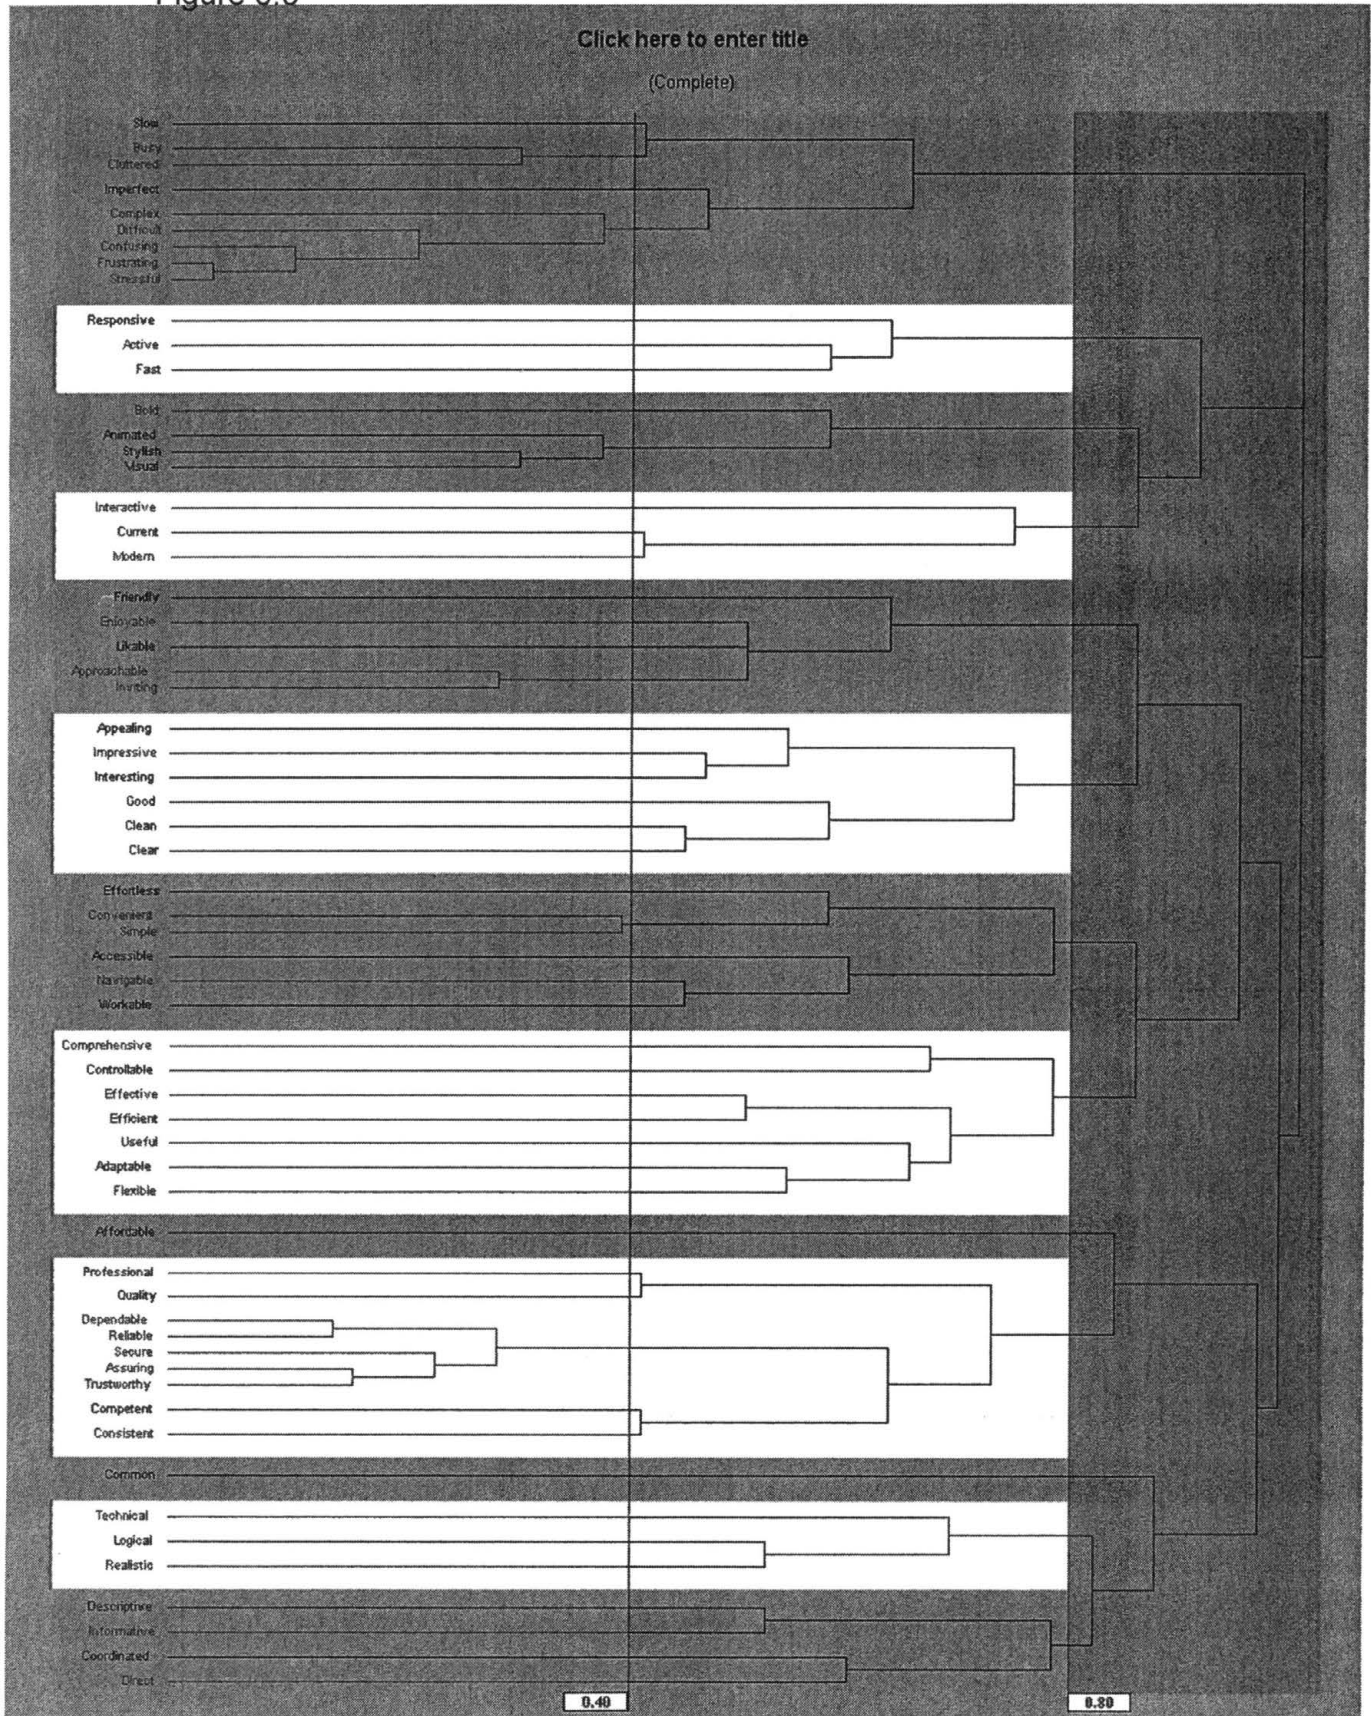 Click here to enter title
(Complete)
Slow
Busy
Cluttered
Imperfect
Complex
Difficult
Confusing
Frustrating
Stressful
Responsive
Active
Fast
Bold
Animated
Stylish
Visual
Interactive
Current
Modern
Friendly
Enjoyable
Likable
Approachable
Inviting
Appealing
Impressive
Interesting
Good
Clean
Clear
Effortless
Convenient
Simple
Accessible
Navigable
Workable
Comprehensive
Controllable
Effective
Efficient
Useful
Adaptable
Flexible
Affordable
Professional
Quality
Dependable
Reliable
Secure
Assuring
Trustworthy
Competent
Consistent
Common
Technical
Logical
Realistic
Descriptive
Informative
Coordinated
Direct
0.40 0.80